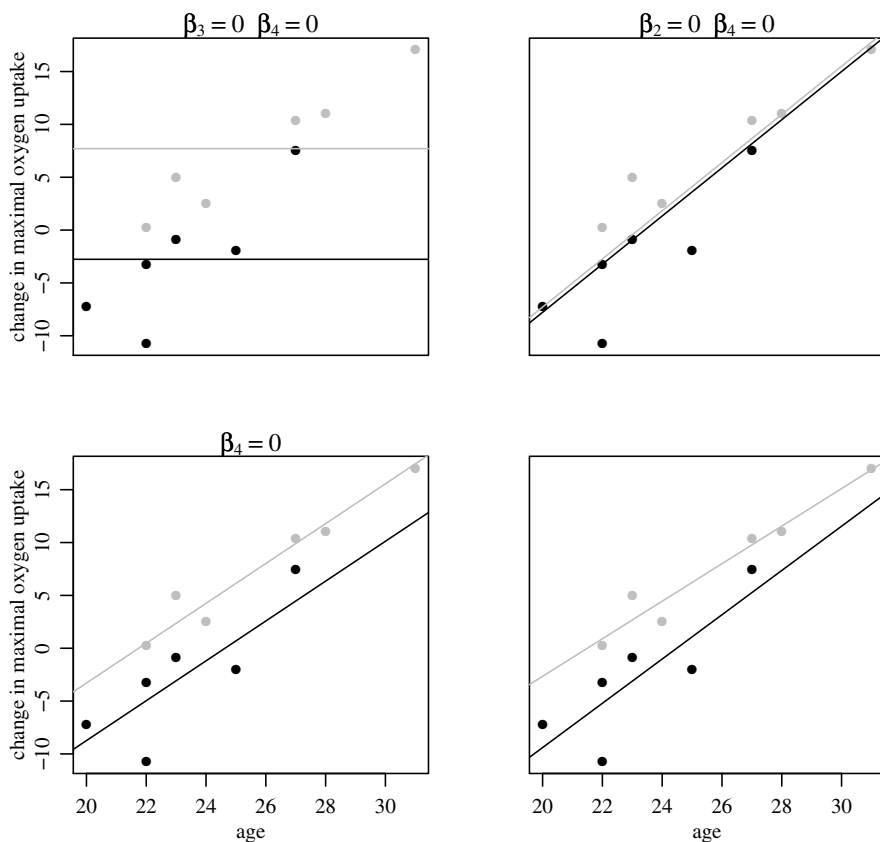 β₃ = 0 β₄ = 0
β₂ = 0 β₄ = 0
change in maximal oxygen uptake
15
10
5
0
−5
−10
β₄ = 0
change in maximal oxygen uptake
15
10
5
0
−5
−10
20 22 24 26 28 30
age
20 22 24 26 28 30
age